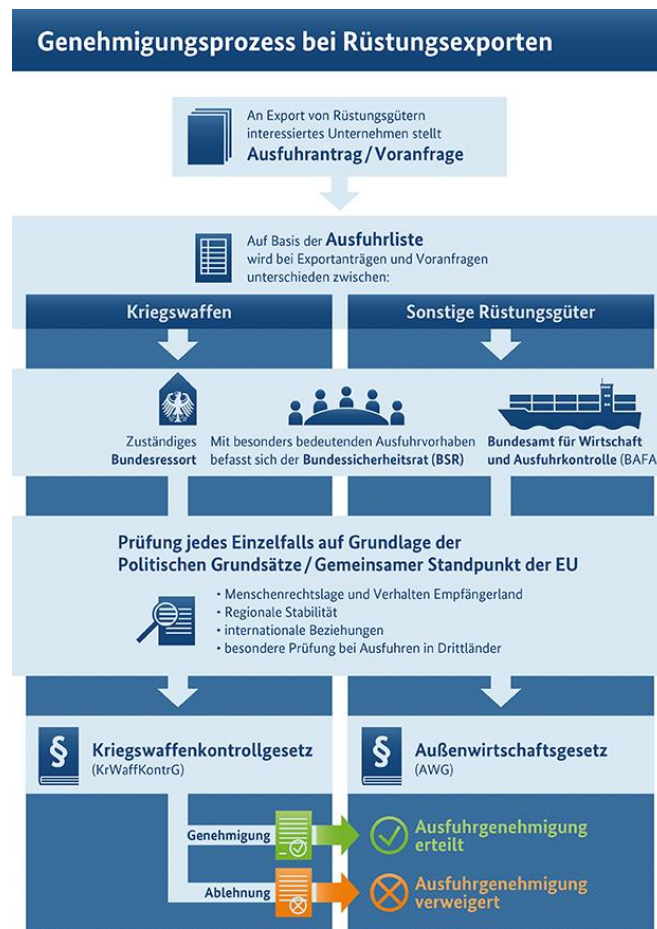 Genehmigungsprozess bei Rüstungsexporten
An Export von Rüstungsgütern
interessiertes Unternehmen stellt
Ausfuhrantrag / Voranfrage
Auf Basis der Ausfuhrliste
wird bei Exportanträgen und Voranfragen
unterschieden zwischen:
Kriegswaffen
Sonstige Rüstungsgüter
Zuständiges
Bundesressort
Mit besonders bedeutenden Ausfuhrvorhaben
befasst sich der Bundessicherheitsrat (BSR)
Bundesamt für Wirtschaft
und Ausfuhrkontrolle (BAFA
Prüfung jedes Einzelfalls auf Grundlage der
Politischen Grundsätze / Gemeinsamer Standpunkt der EU
• Menschenrechtslage und Verhalten Empfängerland
• Regionale Stabilität
• internationale Beziehungen
• besondere Prüfung bei Ausfuhren in Drittländer
§ Kriegswaffenkontrollgesetz
(KrWaffKontrG)
§ Außenwirtschaftsgesetz
(AWG)
Genehmigung
Ausfuhrgenehmigung
erteilt
Ablehnung
Ausfuhrgenehmigung
verweigert